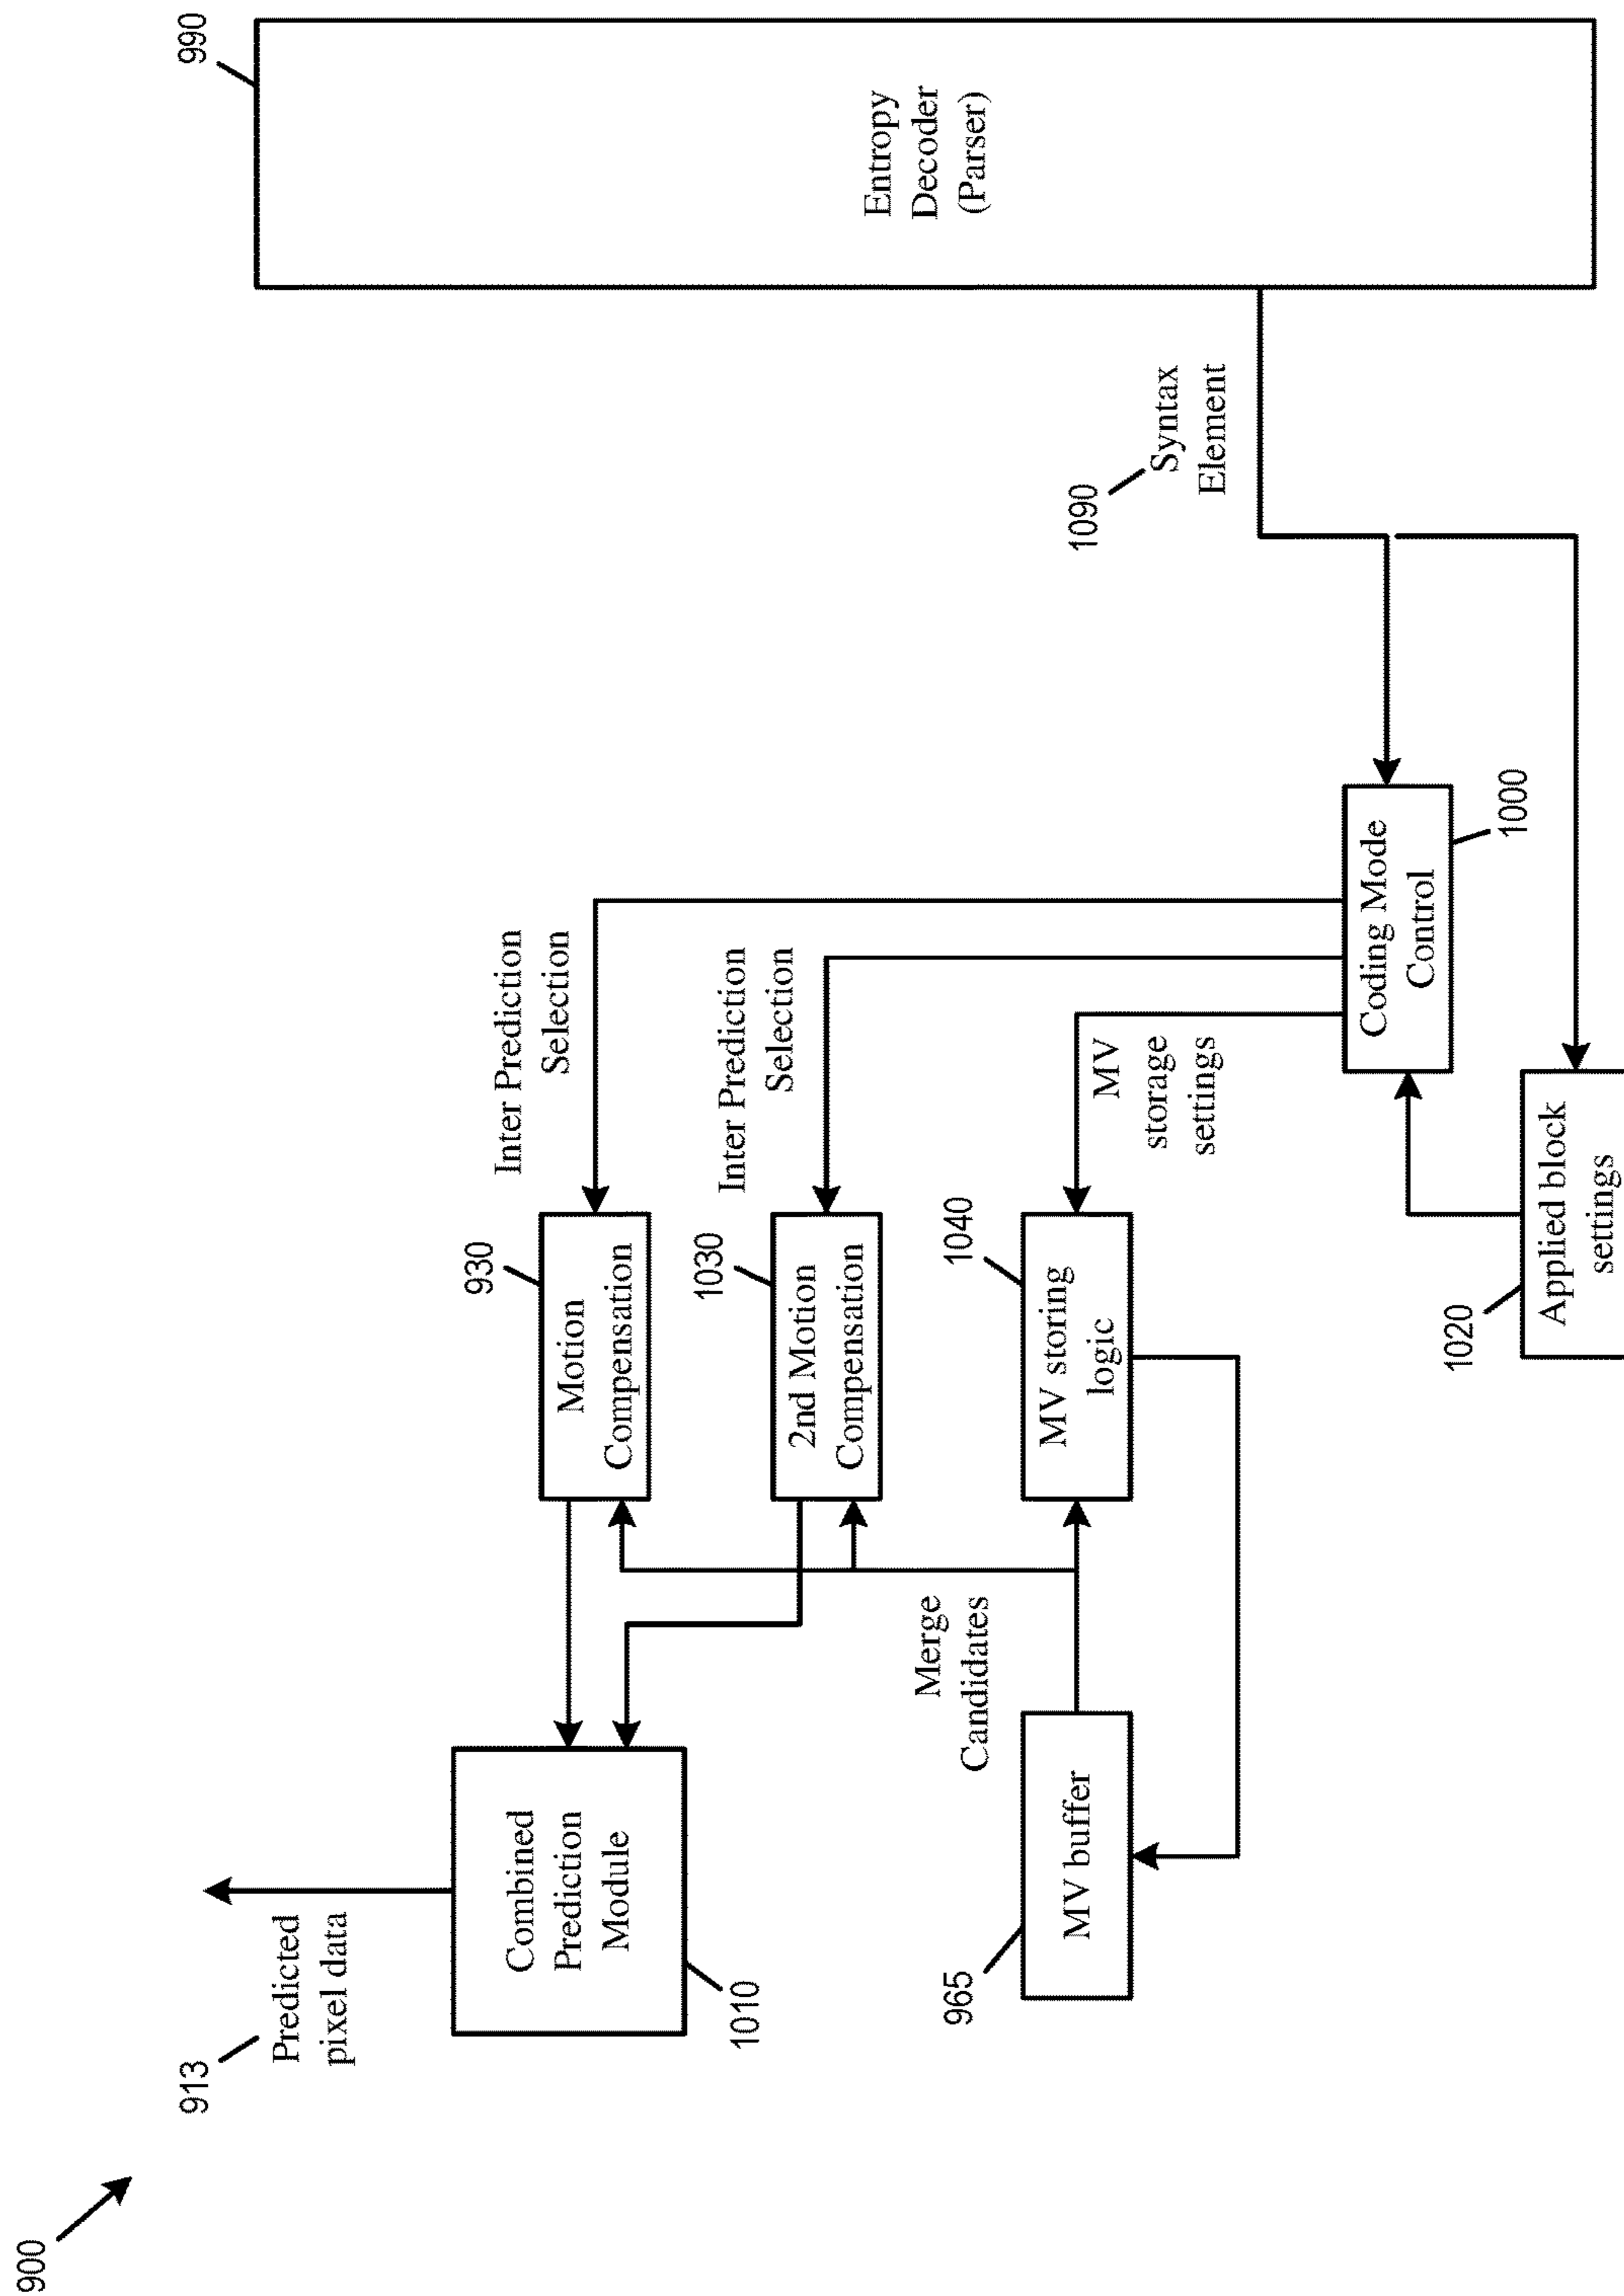 900
913
Predicted
pixel data
Combined
Prediction
Module
1010
965
MV buffer
Merge
Candidates
930
Motion
Compensation
1030
2nd Motion
Compensation
1040
MV storing
logic
Inter Prediction
Selection
Inter Prediction
Selection
MV
storage
settings
1020
Applied block
settings
Coding Mode
Control
1000
1090
Syntax
Element
990
Entropy
Decoder
(Parser)